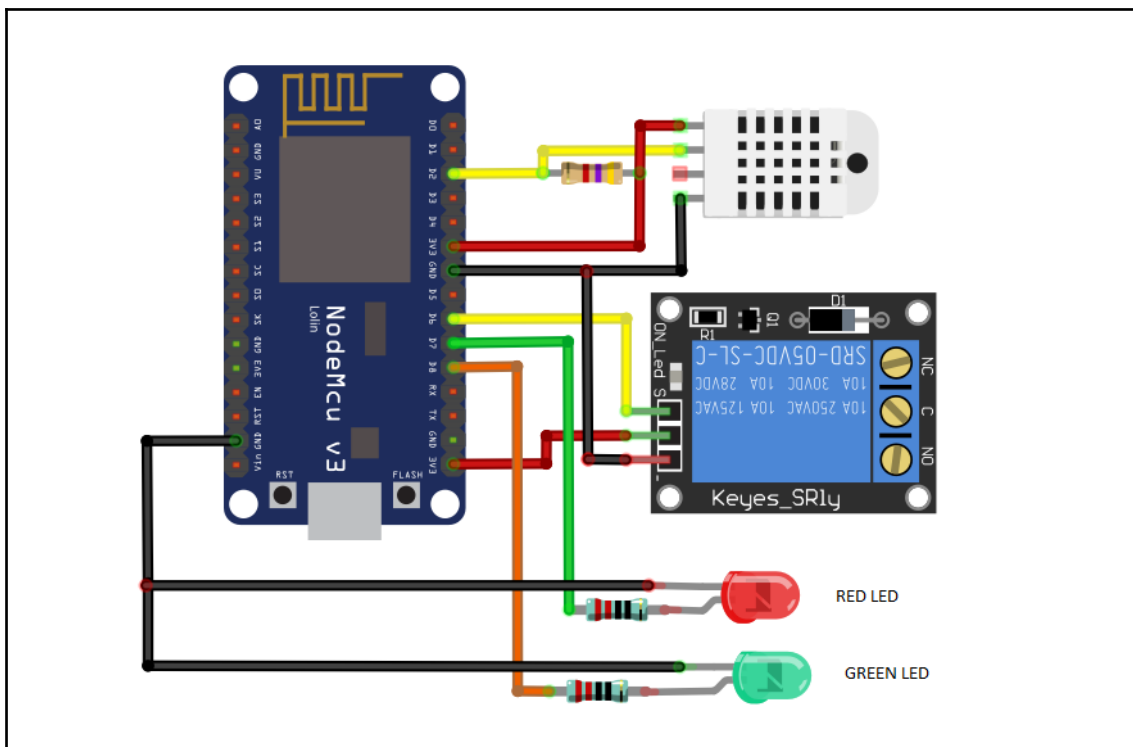 A0
GND
VU
S3
S2
S1
SC
S0
SK
GND
3V3
EN
RST
GND
Vin
D0
D1
D2
D3
D4
3V3
GND
D5
D6
D7
D8
RX
TX
GND
3V3
NodeMcu v3
Lolin
RST
FLASH
D1
Q1
R1
ON_Led
S
-
SRD-05VDC-SL-C
10A 30VDC 10A 28VDC
10A 250VAC 10A 125VAC
NC
C
NO
Keyes_SRly
RED LED
GREEN LED